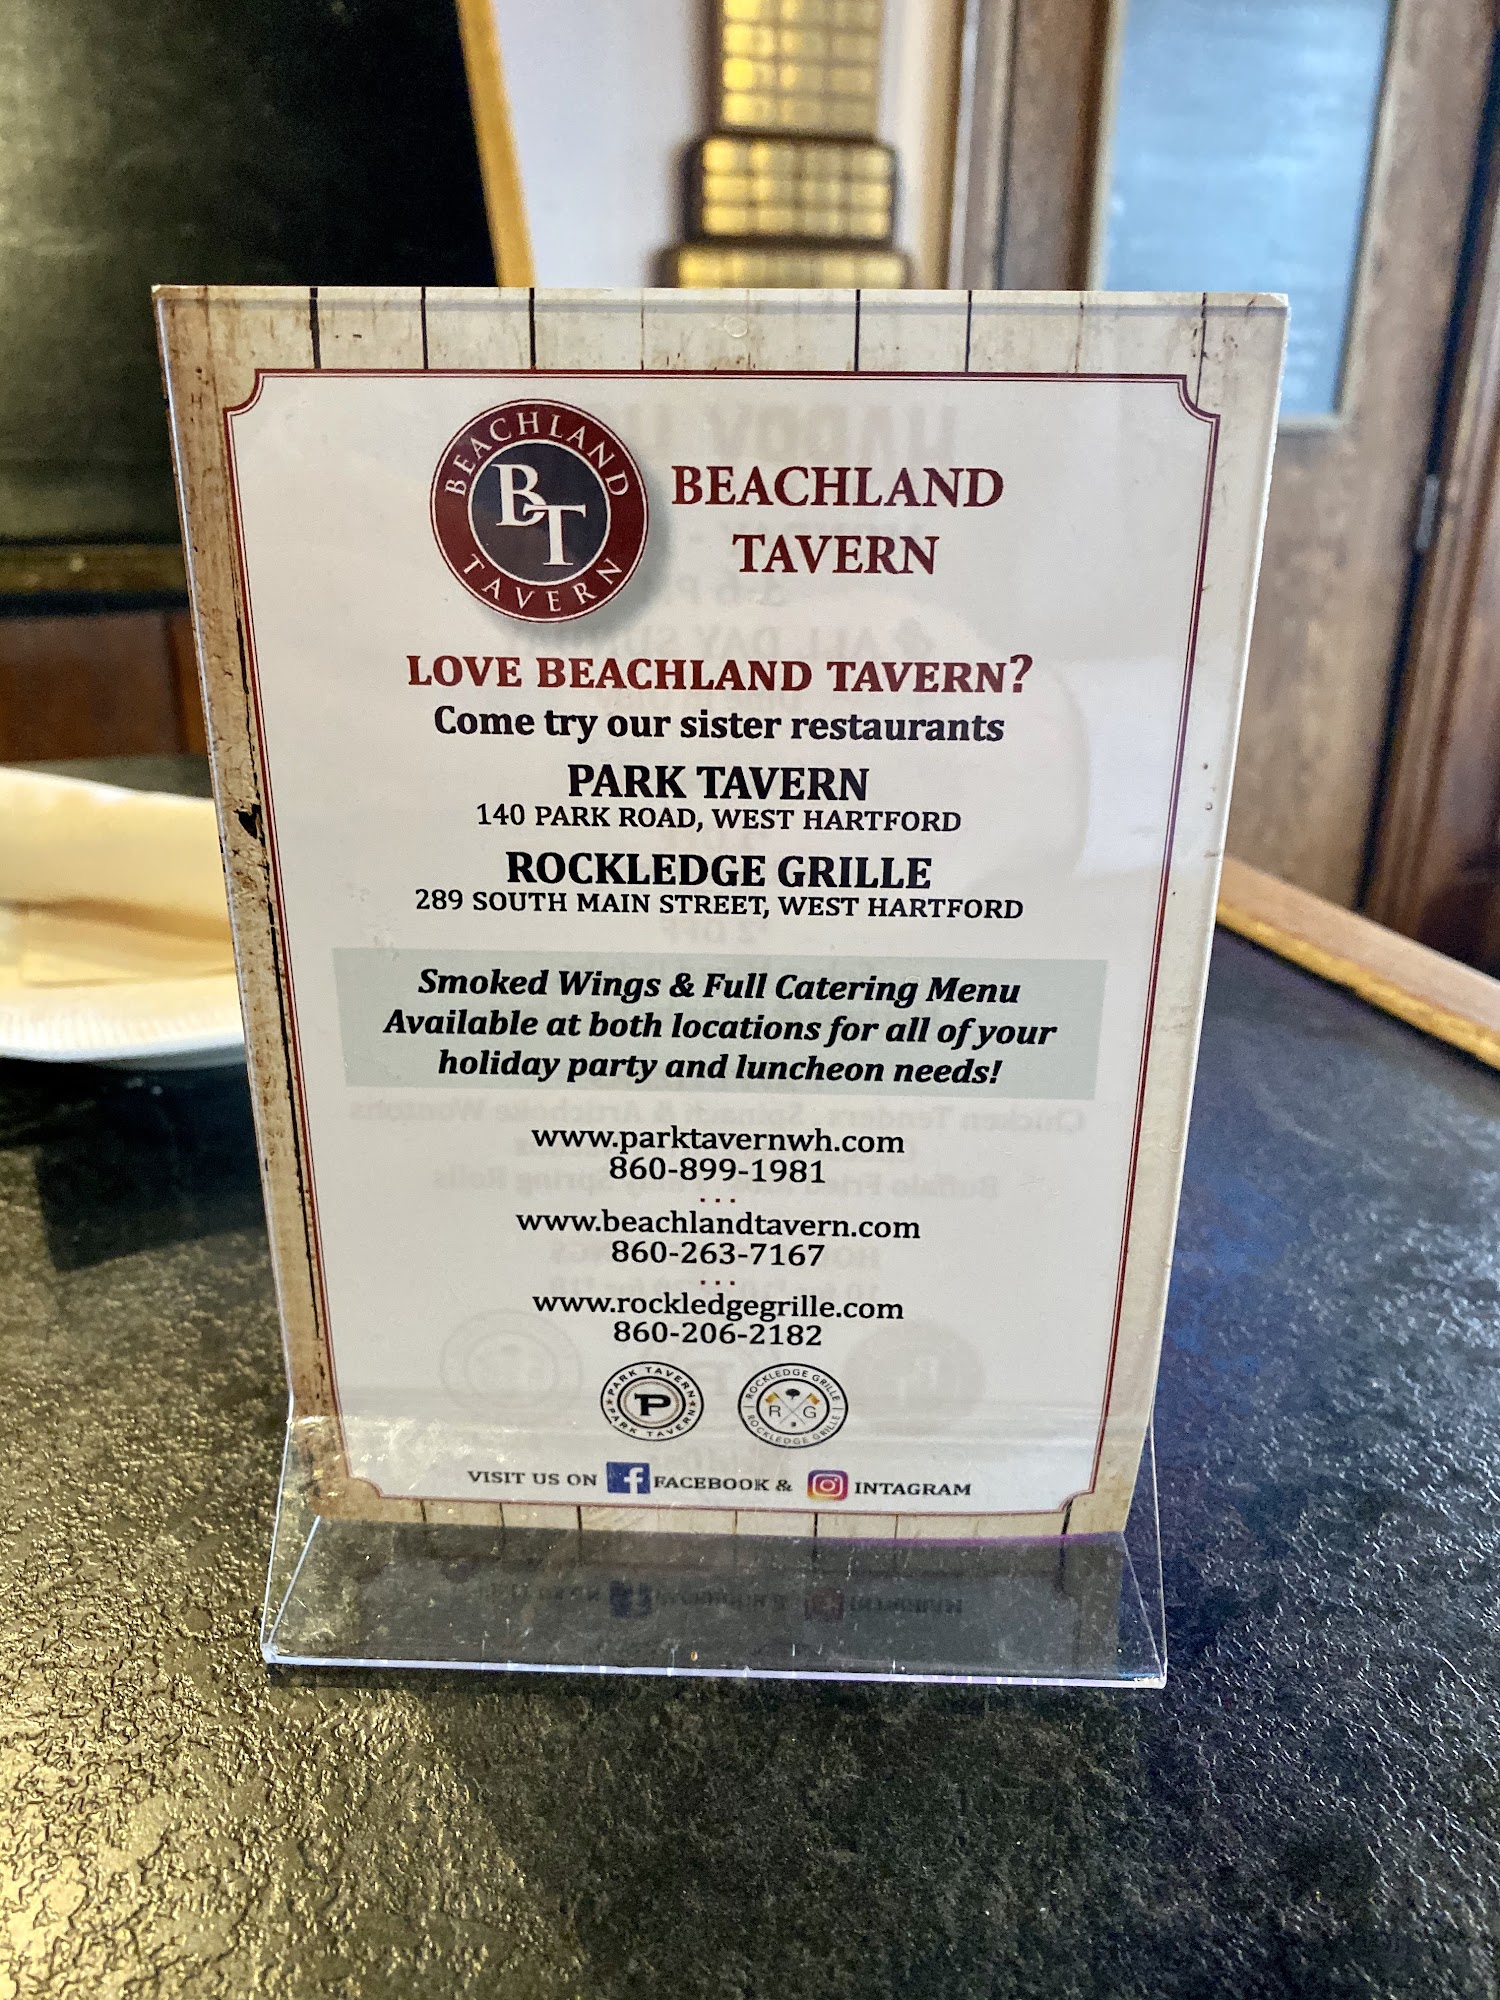 BEACHLAND
BT
TAVERN
BEACHLAND
TAVERN
LOVE BEACHLAND TAVERN?
Come try our sister restaurants
PARK TAVERN
140 PARK ROAD, WEST HARTFORD
ROCKLEDGE GRILLE
289 SOUTH MAIN STREET, WEST HARTFORD
Smoked Wings & Full Catering Menu
Available at both locations for all of your
holiday party and luncheon needs!
www.parktavernwh.com
860-899-1981
...
www.beachlandtavern.com
860-263-7167
...
www.rockledgegrille.com
860-206-2182
PARK TAVERN
P
PARK TAVERN
ROCKLEDGE GRILLE
R G
ROCKLEDGE GRILLE
VISIT US ON f FACEBOOK & INTAGRAM